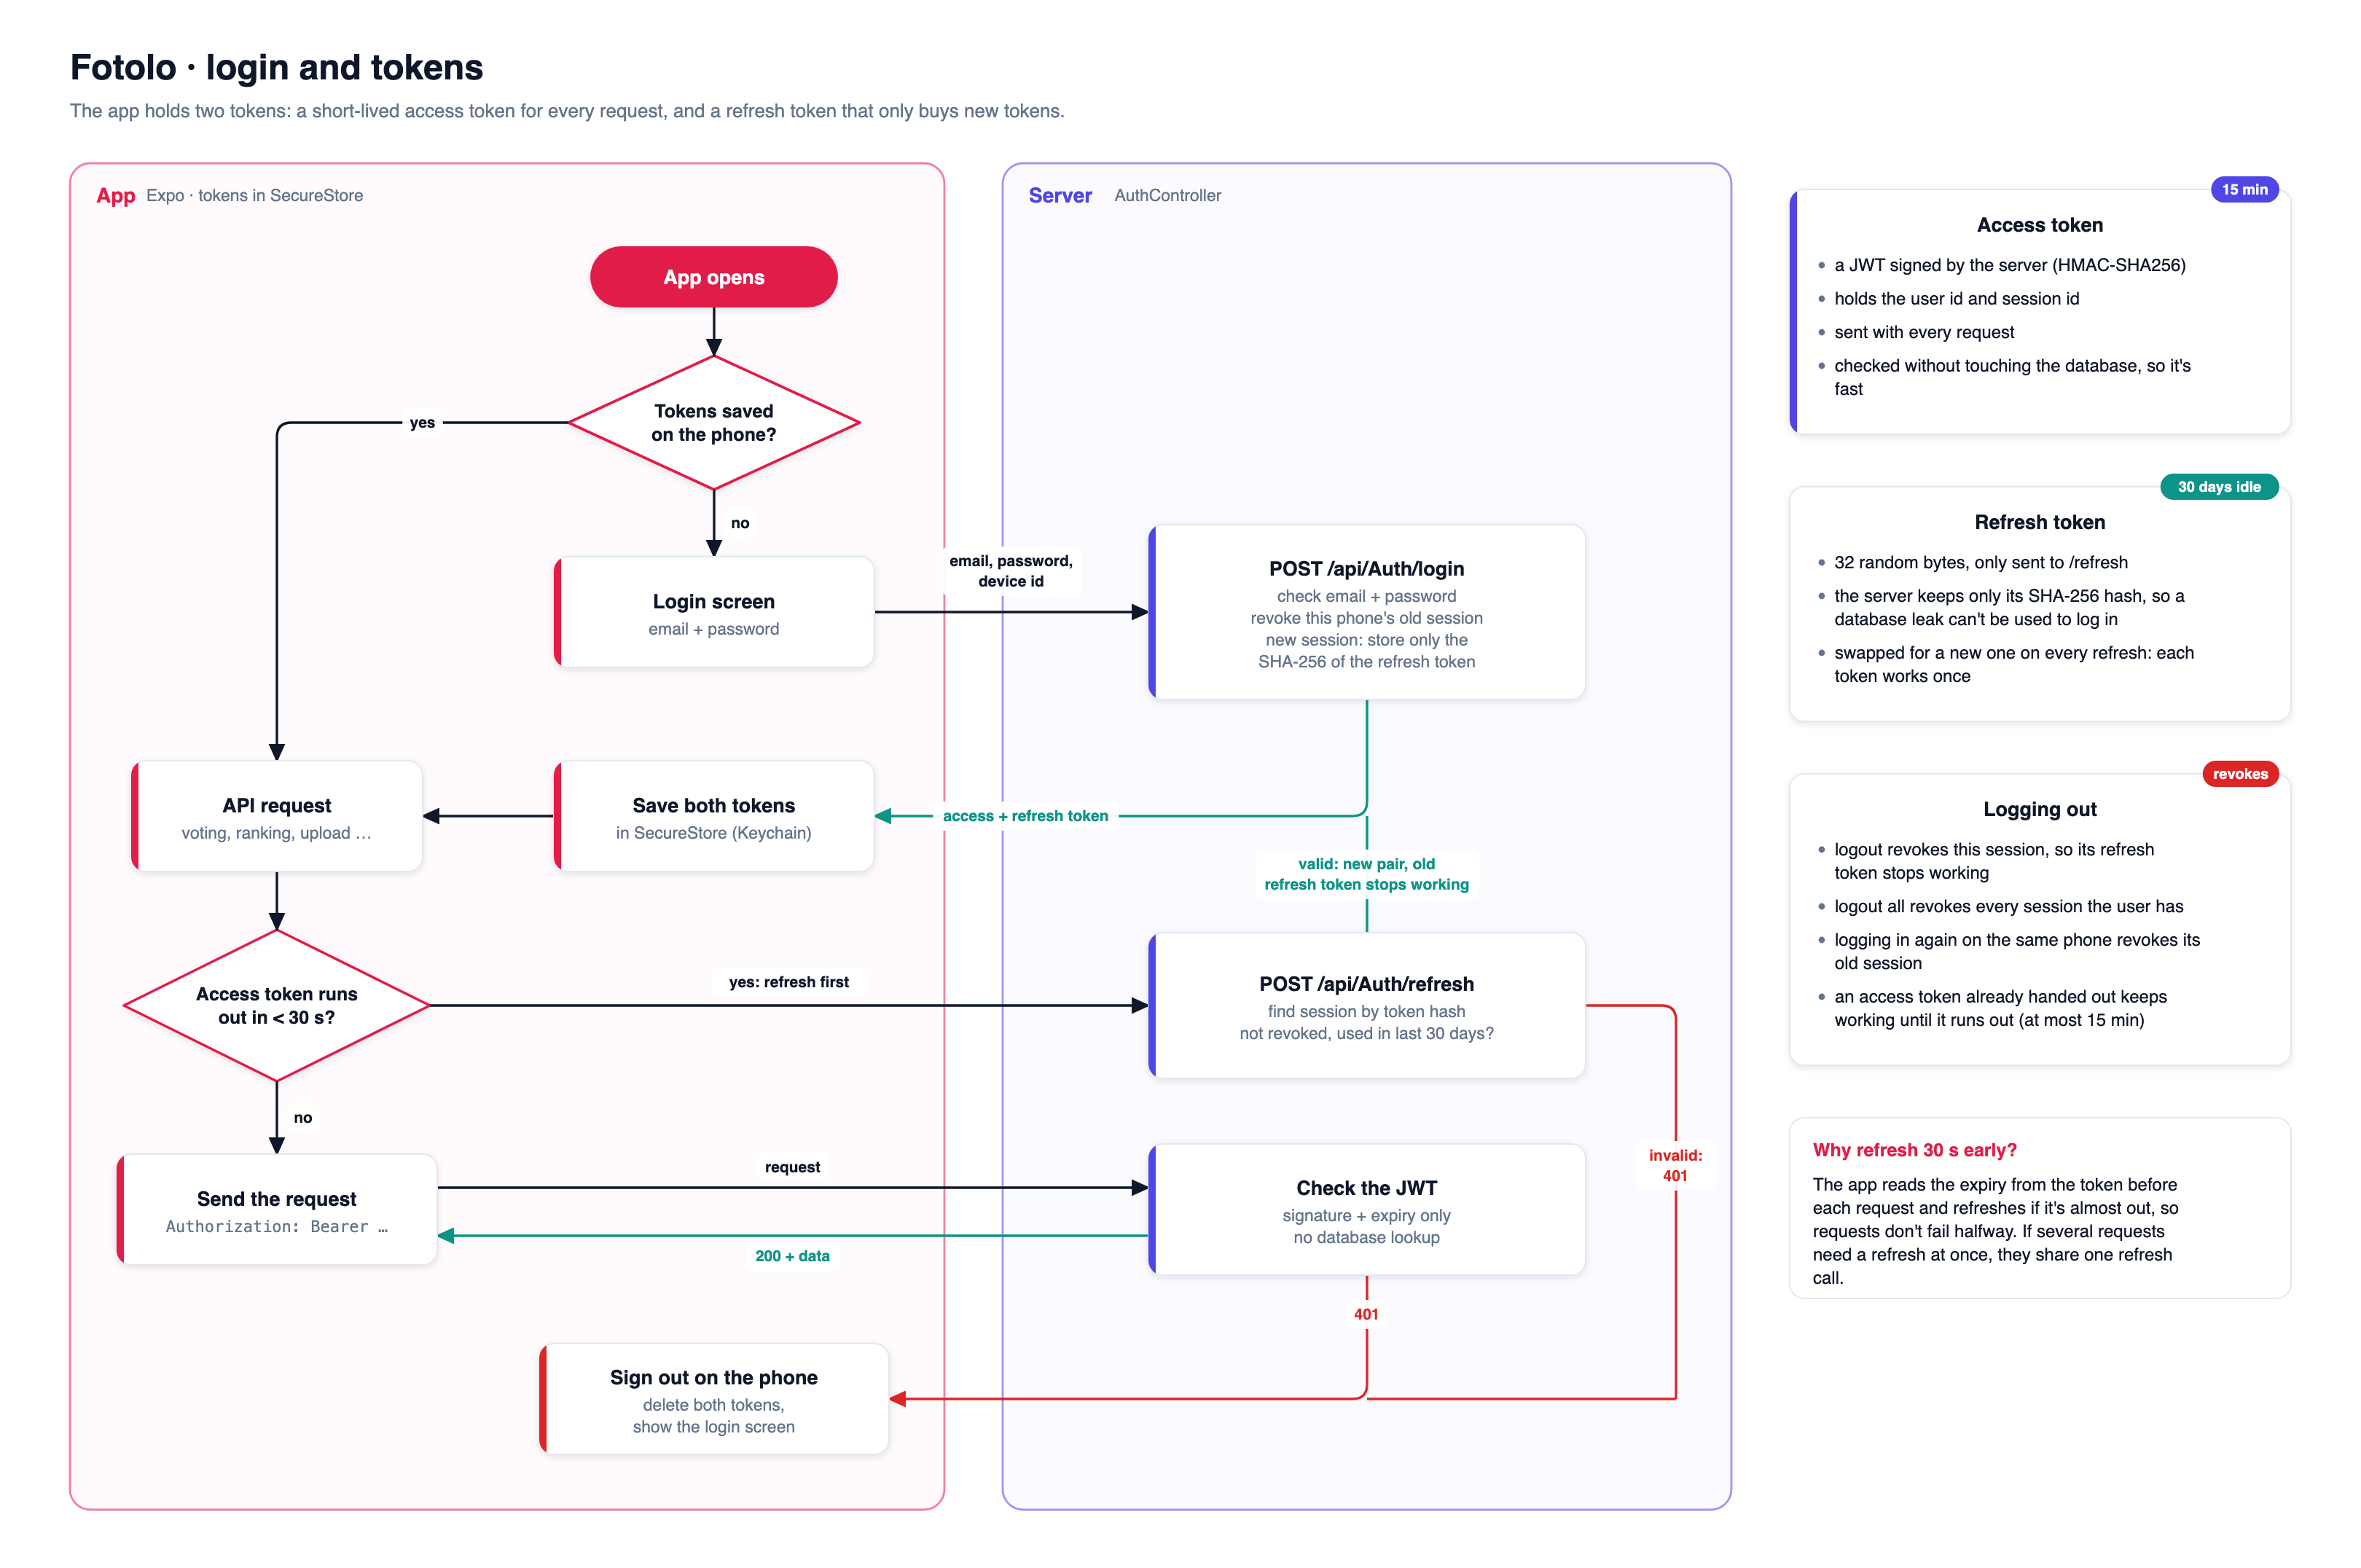 Fotolo · login and tokens
The app holds two tokens: a short-lived access token for every request, and a refresh token that only buys new tokens.
App Expo · tokens in SecureStore
App opens
Tokens saved
on the phone?
yes
no
Login screen
email + password
email, password,
device id
API request
voting, ranking, upload …
Save both tokens
in SecureStore (Keychain)
access + refresh token
Access token runs
out in < 30 s?
yes: refresh first
no
Send the request
Authorization: Bearer …
request
200 + data
Sign out on the phone
delete both tokens,
show the login screen
Server AuthController
POST /api/Auth/login
check email + password
revoke this phone's old session
new session: store only the
SHA-256 of the refresh token
valid: new pair, old
refresh token stops working
POST /api/Auth/refresh
find session by token hash
not revoked, used in last 30 days?
Check the JWT
signature + expiry only
no database lookup
invalid:
401
401
15 min
Access token
• a JWT signed by the server (HMAC-SHA256)
• holds the user id and session id
• sent with every request
• checked without touching the database, so it's
fast
30 days idle
Refresh token
• 32 random bytes, only sent to /refresh
• the server keeps only its SHA-256 hash, so a
database leak can't be used to log in
• swapped for a new one on every refresh: each
token works once
revokes
Logging out
• logout revokes this session, so its refresh
token stops working
• logout all revokes every session the user has
• logging in again on the same phone revokes its
old session
• an access token already handed out keeps
working until it runs out (at most 15 min)
Why refresh 30 s early?
The app reads the expiry from the token before
each request and refreshes if it's almost out, so
requests don't fail halfway. If several requests
need a refresh at once, they share one refresh
call.